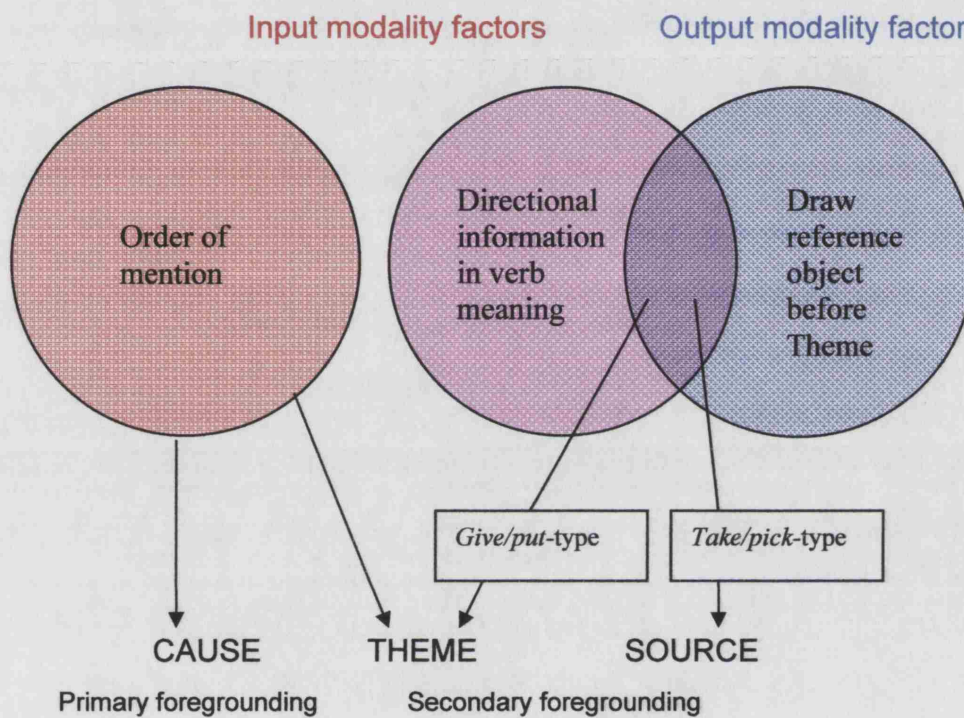 Input modality factors
Output modality factor
Order of
mention
Directional
information
in verb
meaning
Draw
reference
object
before
Theme
Give/put-type
Take/pick-type
CAUSE
THEME
SOURCE
Primary foregrounding
Secondary foregrounding